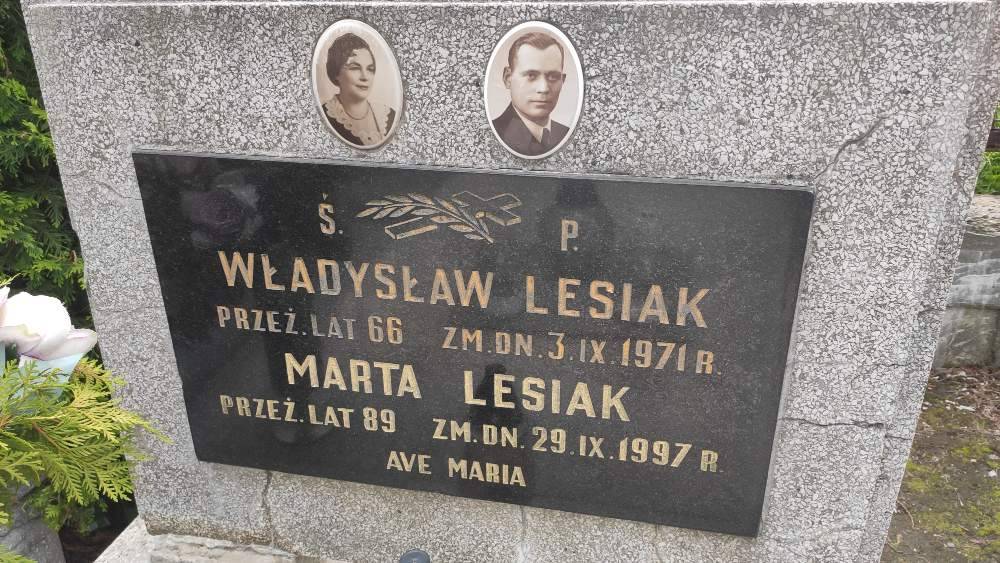 Ś. P.
WŁADYSŁAW LESIAK
PRZEŻ. LAT 66 ZM. DN. 3. IX. 1971 R.
MARTA LESIAK
PRZEŻ. LAT 89 ZM. DN. 29. IX. 1997 R.
AVE MARIA